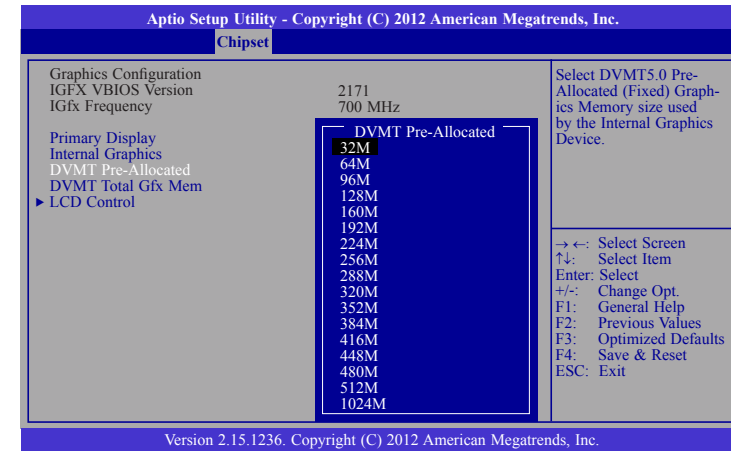 Aptio Setup Utility - Copyright (C) 2012 American Megatrends, Inc.
Chipset
Graphics Configuration
IGFX VBIOS Version 2171
IGfx Frequency 700 MHz
Primary Display
Internal Graphics
DVMT Pre-Allocated
DVMT Total Gfx Mem
► LCD Control
DVMT Pre-Allocated
32M
64M
96M
128M
160M
192M
224M
256M
288M
320M
352M
384M
416M
448M
480M
512M
1024M
Select DVMT5.0 Pre-
Allocated (Fixed) Graph-
ics Memory size used
by the Internal Graphics
Device.
→←: Select Screen
↑↓: Select Item
Enter: Select
+/-: Change Opt.
F1: General Help
F2: Previous Values
F3: Optimized Defaults
F4: Save & Reset
ESC: Exit
Version 2.15.1236. Copyright (C) 2012 American Megatrends, Inc.